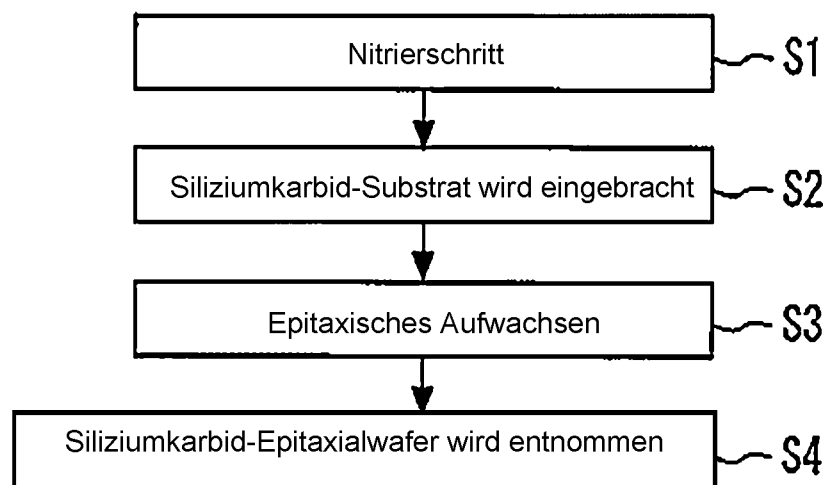 Nitrierschritt S1
Siliziumkarbid-Substrat wird eingebracht S2
Epitaxisches Aufwachsen S3
Siliziumkarbid-Epitaxialwafer wird entnommen S4